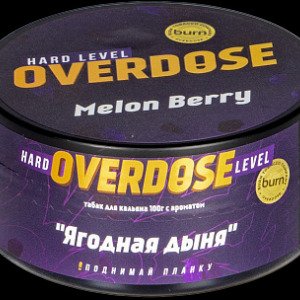 HARD LEVEL
OVERDOSE
burn
Melon Berry
HARD OVERDOSE LEVEL
burn
табак для кальяна 100г с ароматом
"Ягодная дыня"
ПОДНИМАЙ ПЛАНКУ